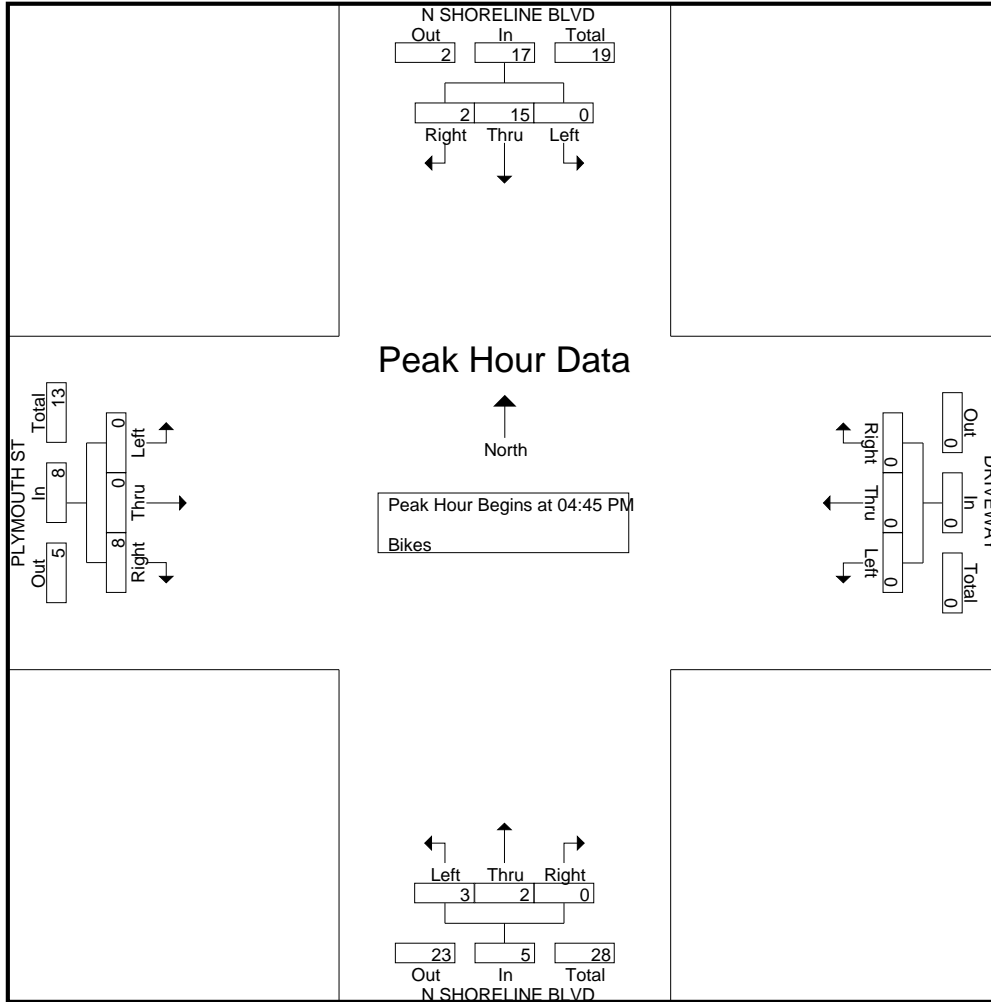 N SHORELINE BLVD
Out In Total
2 17 19
2 15 0
Right Thru Left
Peak Hour Data
North
Peak Hour Begins at 04:45 PM
Bikes
PLYMOUTH ST
Total In Out
13 8 5
0 0 8
Left Thru Right
DRIVEWAY
Out In Total
0 0 0
0 0 0
Right Thru Left
Left Thru Right
3 2 0
23 5 28
Out In Total
N SHORELINE BLVD